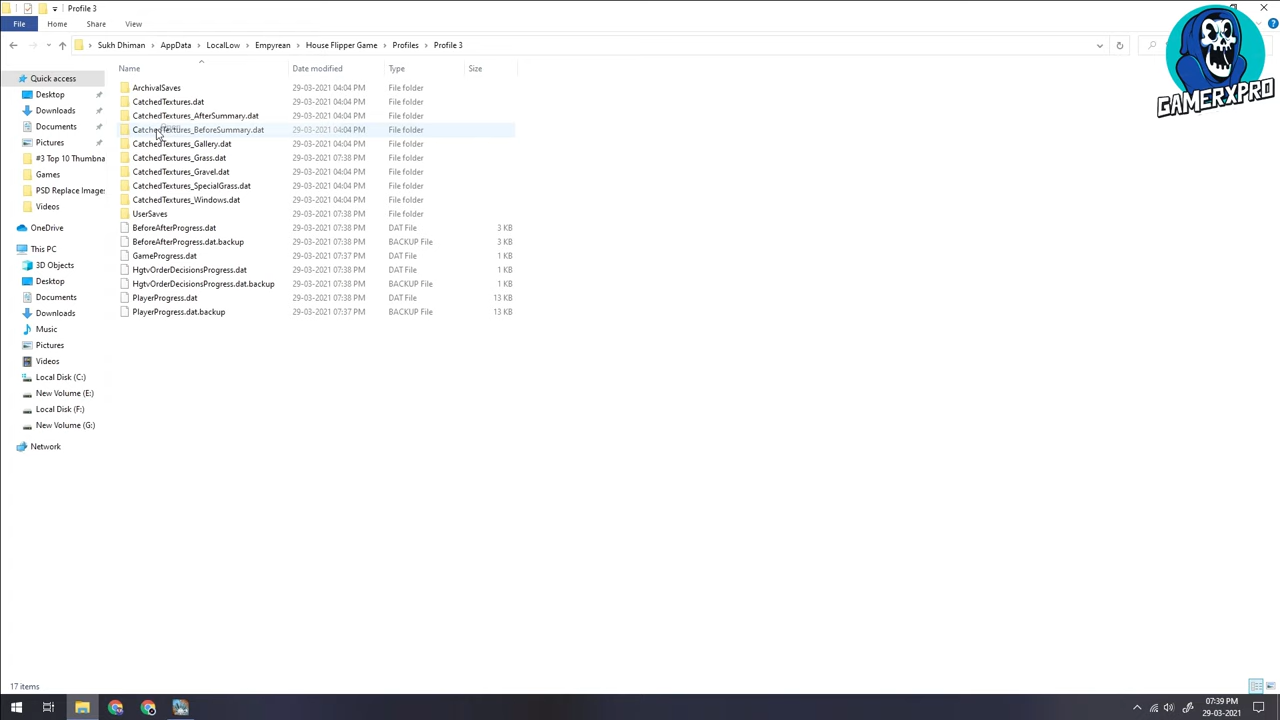 Profile 3
File Home Share View
Sukh Dhiman AppData LocalLow Empyrean House Flipper Game Profiles Profile 3
Name Date modified Type Size
Quick access
Desktop
Downloads
Documents
Pictures
#3 Top 10 Thumbna
Games
PSD Replace Images
Videos
OneDrive
This PC
3D Objects
Desktop
Documents
Downloads
Music
Pictures
Videos
Local Disk (C:)
New Volume (E:)
Local Disk (F:)
New Volume (G:)
Network
ArchivalSaves 29-03-2021 04:04 PM File folder
CatchedTextures.dat 29-03-2021 04:04 PM File folder
CatchedTextures_AfterSummary.dat 29-03-2021 04:04 PM File folder
CatchedTextures_BeforeSummary.dat 29-03-2021 04:04 PM File folder
CatchedTextures_Gallery.dat 29-03-2021 04:04 PM File folder
CatchedTextures_Grass.dat 29-03-2021 07:38 PM File folder
CatchedTextures_Gravel.dat 29-03-2021 04:04 PM File folder
CatchedTextures_SpecialGrass.dat 29-03-2021 04:04 PM File folder
CatchedTextures_Windows.dat 29-03-2021 04:04 PM File folder
UserSaves 29-03-2021 07:38 PM File folder
BeforeAfterProgress.dat 29-03-2021 07:38 PM DAT File 3 KB
BeforeAfterProgress.dat.backup 29-03-2021 07:38 PM BACKUP File 3 KB
GameProgress.dat 29-03-2021 07:37 PM DAT File 1 KB
HgtvOrderDecisionsProgress.dat 29-03-2021 07:38 PM DAT File 1 KB
HgtvOrderDecisionsProgress.dat.backup 29-03-2021 07:38 PM BACKUP File 1 KB
PlayerProgress.dat 29-03-2021 07:38 PM DAT File 13 KB
PlayerProgress.dat.backup 29-03-2021 07:37 PM BACKUP File 13 KB
GAMERXPRO
17 items
07:39 PM
29-03-2021